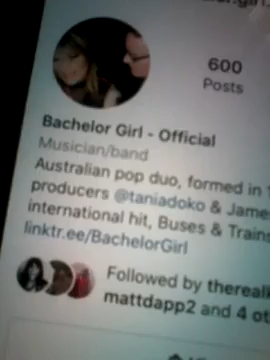 600
Posts
Bachelor Girl - Official
Musician/band
Australian pop duo, formed in
producers @taniadoko & Jame
international hit, Buses & Trains
linktr.ee/BachelorGirl
Followed by thereal
mattdapp2 and 4 ot